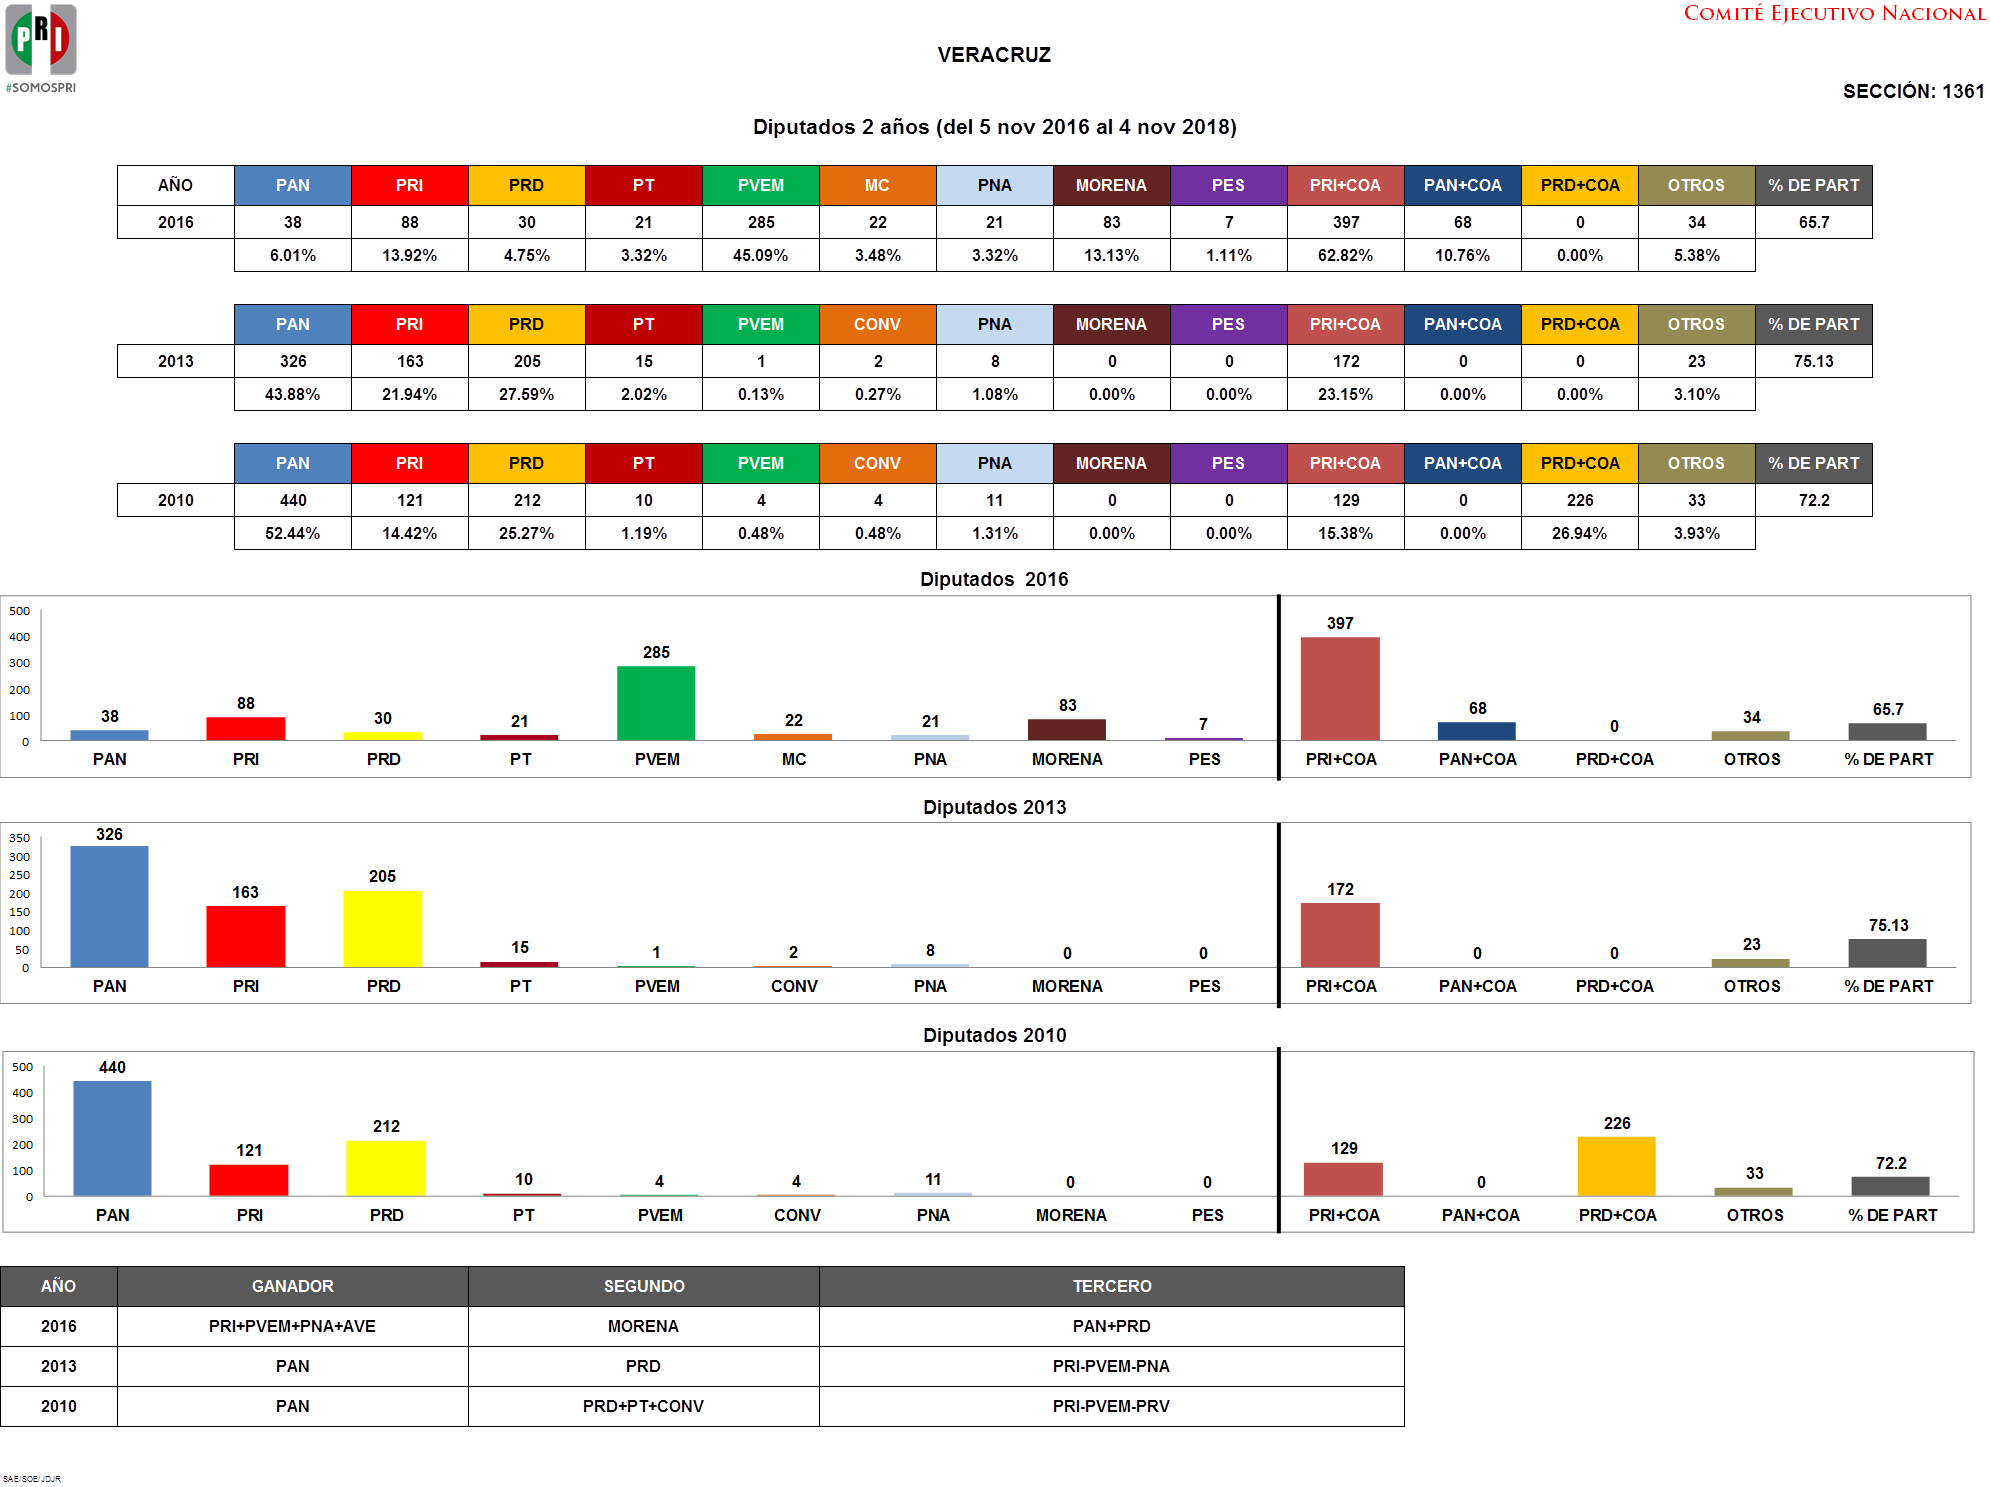 PRI
#SOMOSPRI
COMITÉ EJECUTIVO NACIONAL
VERACRUZ
SECCIÓN: 1361
Diputados 2 años (del 5 nov 2016 al 4 nov 2018)
AÑO PAN PRI PRD PT PVEM MC PNA MORENA PES PRI+COA PAN+COA PRD+COA OTROS % DE PART
2016 38 88 30 21 285 22 21 83 7 397 68 0 34 65.7
6.01% 13.92% 4.75% 3.32% 45.09% 3.48% 3.32% 13.13% 1.11% 62.82% 10.76% 0.00% 5.38%
PAN PRI PRD PT PVEM CONV PNA MORENA PES PRI+COA PAN+COA PRD+COA OTROS % DE PART
2013 326 163 205 15 1 2 8 0 0 172 0 0 23 75.13
43.88% 21.94% 27.59% 2.02% 0.13% 0.27% 1.08% 0.00% 0.00% 23.15% 0.00% 0.00% 3.10%
PAN PRI PRD PT PVEM CONV PNA MORENA PES PRI+COA PAN+COA PRD+COA OTROS % DE PART
2010 440 121 212 10 4 4 11 0 0 129 0 226 33 72.2
52.44% 14.42% 25.27% 1.19% 0.48% 0.48% 1.31% 0.00% 0.00% 15.38% 0.00% 26.94% 3.93%
Diputados 2016
500
400
300
200
100
0
38 88 30 21 285 22 21 83 7 397 68 0 34 65.7
PAN PRI PRD PT PVEM MC PNA MORENA PES PRI+COA PAN+COA PRD+COA OTROS % DE PART
Diputados 2013
350
300
250
200
150
100
50
0
326 163 205 15 1 2 8 0 0 172 0 0 23 75.13
PAN PRI PRD PT PVEM CONV PNA MORENA PES PRI+COA PAN+COA PRD+COA OTROS % DE PART
Diputados 2010
500
400
300
200
100
0
440 121 212 10 4 4 11 0 0 129 0 226 33 72.2
PAN PRI PRD PT PVEM CONV PNA MORENA PES PRI+COA PAN+COA PRD+COA OTROS % DE PART
AÑO GANADOR SEGUNDO TERCERO
2016 PRI+PVEM+PNA+AVE MORENA PAN+PRD
2013 PAN PRD PRI-PVEM-PNA
2010 PAN PRD+PT+CONV PRI-PVEM-PRV
SAE/SOE/JDJR